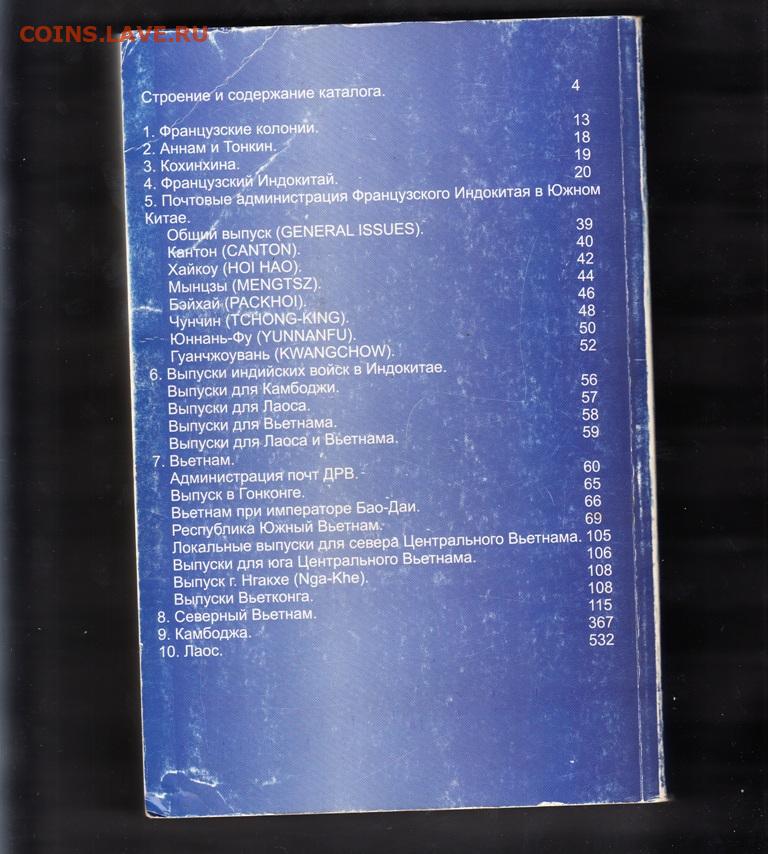 COINS.LAVE.RU
Строение и содержание каталога. 4
1. Французские колонии. 13
2. Аннам и Тонкин. 18
3. Кохинхина. 19
4. Французский Индокитай. 20
5. Почтовые администрация Французского Индокитая в Южном
Китае.
Общий выпуск (GENERAL ISSUES). 39
Кантон (CANTON). 40
Хайкоу (HOI HAO). 42
Мынцзы (MENGTSZ). 44
Бэйхай (PACKHOI). 46
Чунчин (TCHONG-KING). 48
Юннань-Фу (YUNNANFU). 50
Гуанчжоувань (KWANGCHOW). 52
6. Выпуски индийских войск в Индокитае.
Выпуски для Камбоджи. 56
Выпуски для Лаоса. 57
Выпуски для Вьетнама. 58
Выпуски для Лаоса и Вьетнама. 59
7. Вьетнам.
Администрация почт ДРВ. 60
Выпуск в Гонконге. 65
Вьетнам при императоре Бао-Даи. 66
Республика Южный Вьетнам. 69
Локальные выпуски для севера Центрального Вьетнама. 105
Выпуски для юга Центрального Вьетнама. 106
Выпуск г. Нгакхе (Nga-Khe). 108
Выпуски Вьетконга. 108
8. Северный Вьетнам. 115
9. Камбоджа. 367
10. Лаос. 532